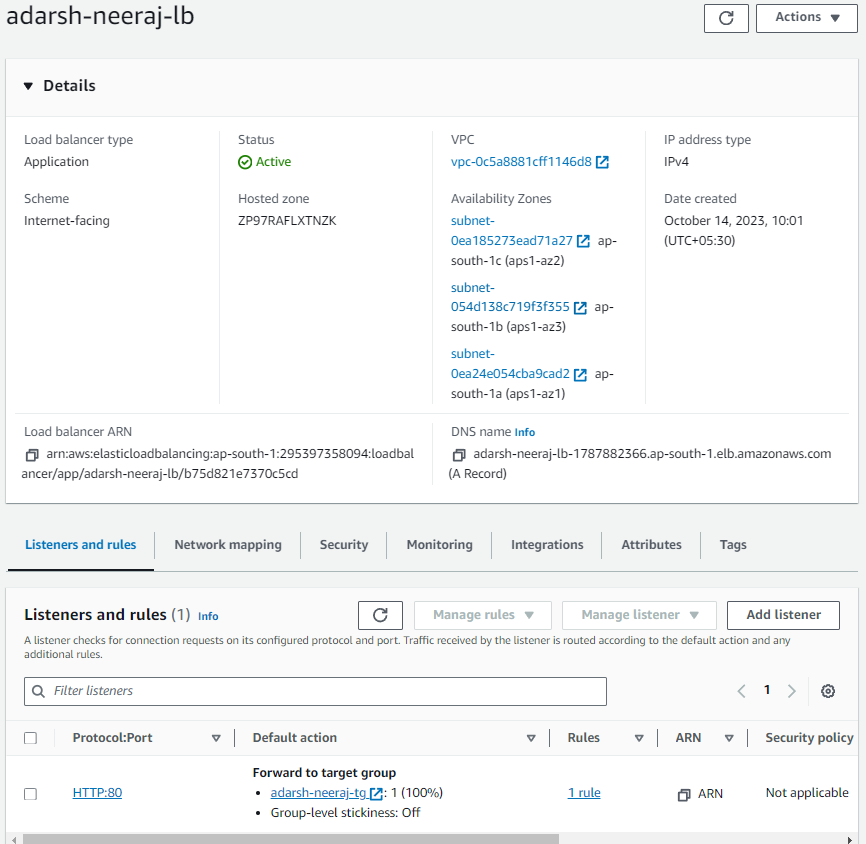 adarsh-neeraj-lb
Actions
Details
Load balancer type
Application
Status
Active
VPC
vpc-0c5a8881cff1146d8
IP address type
IPv4
Scheme
Internet-facing
Hosted zone
ZP97RAFLXTNZK
Availability Zones
subnet-
0ea185273ead71a27 ap-
south-1c (aps1-az2)
subnet-
054d138c719f3f355 ap-
south-1b (aps1-az3)
subnet-
0ea24e054cba9cad2 ap-
south-1a (aps1-az1)
Date created
October 14, 2023, 10:01
(UTC+05:30)
Load balancer ARN
arn:aws:elasticloadbalancing:ap-south-1:295397358094:loadbal
ancer/app/adarsh-neeraj-lb/b75d821e7370c5cd
DNS name Info
adarsh-neeraj-lb-1787882366.ap-south-1.elb.amazonaws.com
(A Record)
Listeners and rules Network mapping Security Monitoring Integrations Attributes Tags
Listeners and rules (1) Info
Manage rules Manage listener Add listener
A listener checks for connection requests on its configured protocol and port. Traffic received by the listener is routed according to the default action and any
additional rules.
Filter listeners
1
Protocol:Port Default action Rules ARN Security policy
HTTP:80
Forward to target group
• adarsh-neeraj-tg: 1 (100%)
• Group-level stickiness: Off
1 rule
ARN
Not applicable